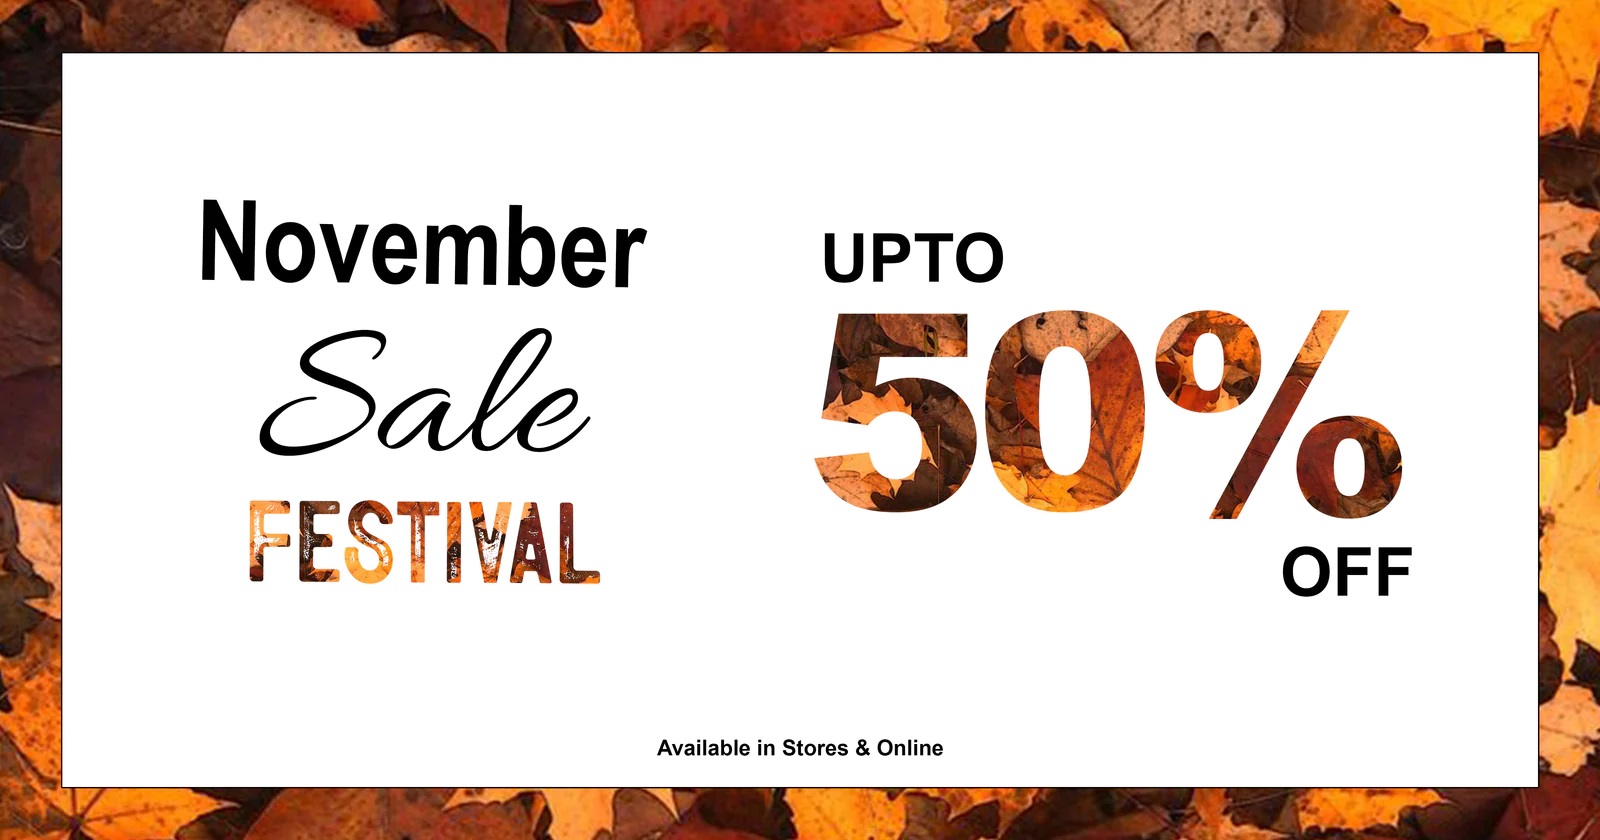 November
Sale
FESTIVAL
UPTO
50%
OFF
Available in Stores & Online